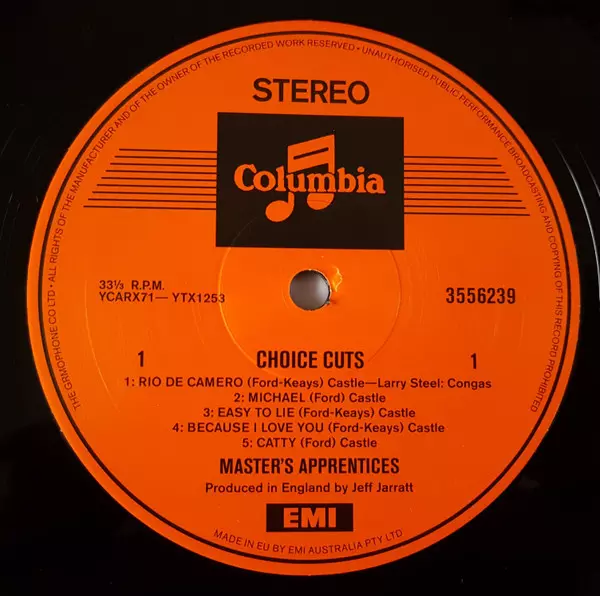 THE GRMOPHONE CO LTD • ALL RIGHTS OF THE MANUFACTURER AND OF THE OWNER OF THE RECORDED WORK RESERVED • UNAUTHORISED PUBLIC PERFORMANCE BROADCASTING AND COPYING OF THIS RECORD PROHIBITED
STEREO
Columbia
33⅓ R.P.M.
YCARX71— YTX1253
3556239
1 CHOICE CUTS 1
1: RIO DE CAMERO (Ford-Keays) Castle—Larry Steel: Congas
2: MICHAEL (Ford) Castle
3: EASY TO LIE (Ford-Keays) Castle
4: BECAUSE I LOVE YOU (Ford-Keays) Castle
5: CATTY (Ford) Castle
MASTER'S APPRENTICES
Produced in England by Jeff Jarratt
EMI
MADE IN EU BY EMI AUSTRALIA PTY LTD